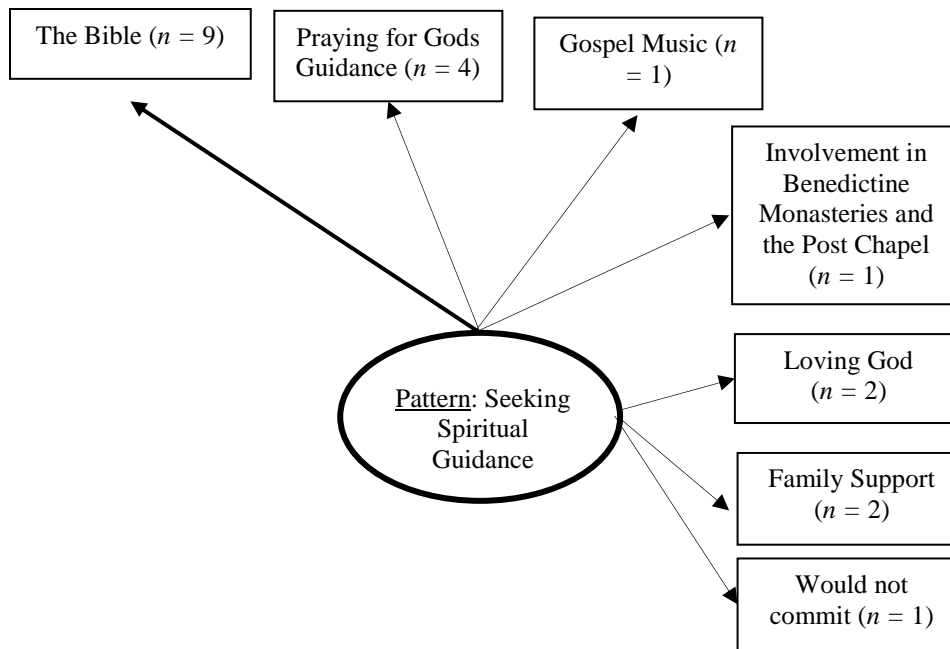 The Bible (n = 9)
Praying for Gods
Guidance (n = 4)
Gospel Music (n
= 1)
Involvement in
Benedictine
Monasteries and
the Post Chapel
(n = 1)
Loving God
(n = 2)
Pattern: Seeking
Spiritual
Guidance
Family Support
(n = 2)
Would not
commit (n = 1)